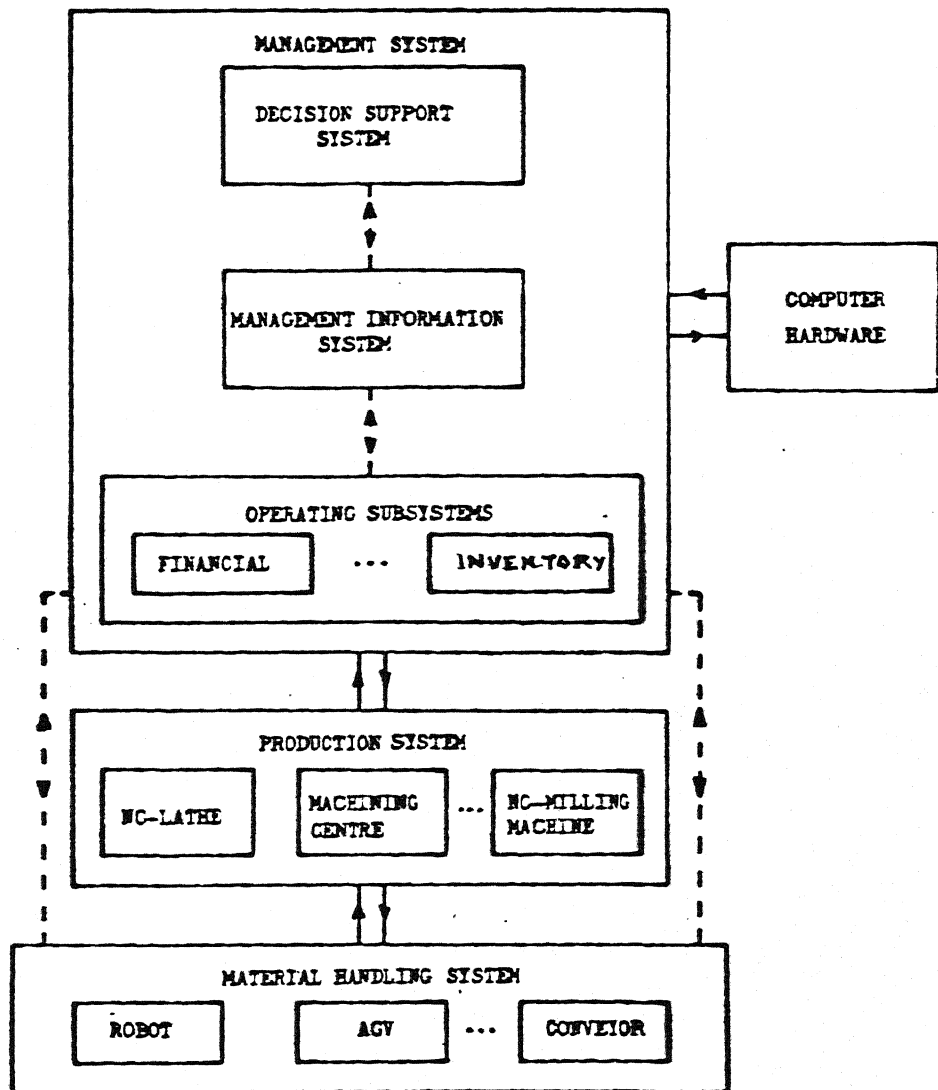 MANAGEMENT SYSTEM
DECISION SUPPORT
SYSTEM
MANAGEMENT INFORMATION
SYSTEM
COMPUTER
HARDWARE
OPERATING SUBSYSTEMS
FINANCIAL
...
INVENTORY
PRODUCTION SYSTEM
NC-LATHE
MACHINING
CENTRE
...
NC-MILLING
MACHINE
MATERIAL HANDLING SYSTEM
ROBOT
AGV
...
CONVEYOR